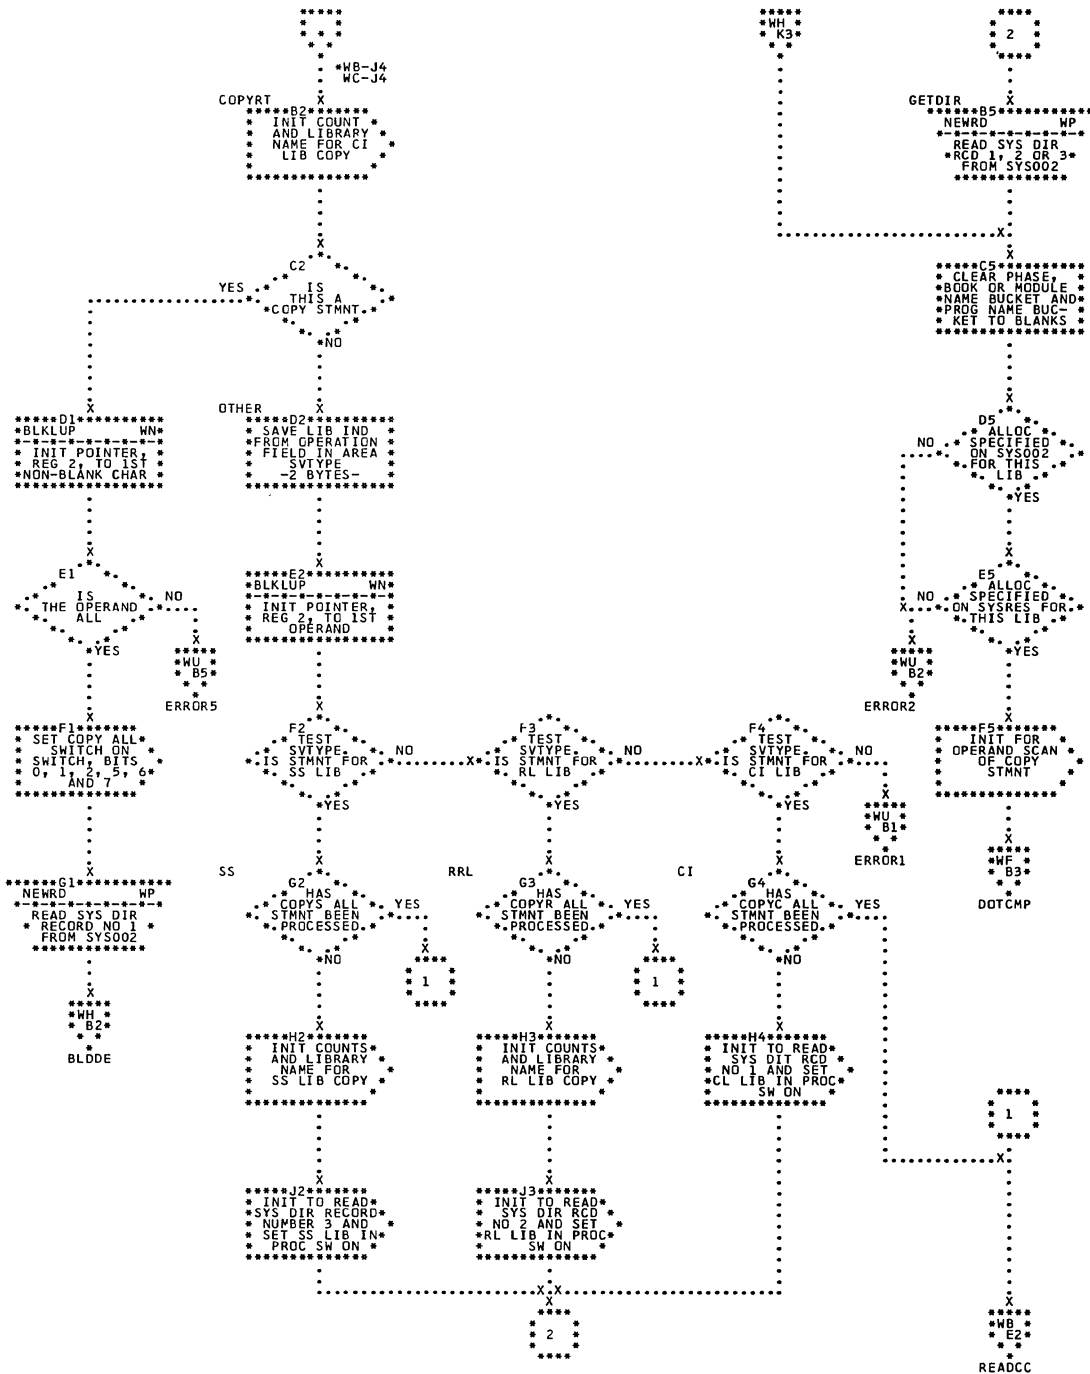 WH
K3
2
*WB-J4
WC-J4
COPYRT
B2
INIT COUNT
AND LIBRARY
NAME FOR CI
LIB COPY
GETDIR
B5
NEWRD WP
READ SYS DIR
RCD 1, 2 OR 3
FROM SYS002
C2
IS
THIS A
COPY STMNT
YES
NO
C5
CLEAR PHASE,
BOOK OR MODULE
NAME BUCKET AND
PROG NAME BUC-
KET TO BLANKS
D1
BLKLUP WN
INIT POINTER,
REG 2, TO 1ST
NON-BLANK CHAR
OTHER
D2
SAVE LIB IND
FROM OPERATION
FIELD IN AREA
SVTYPE
-2 BYTES-
D5
ALLOC
SPECIFIED
ON SYS002
FOR THIS
LIB
NO
YES
E1
IS
THE OPERAND
ALL
NO
YES
WU
B5
ERROR5
E2
BLKLUP WN
INIT POINTER,
REG 2, TO 1ST
OPERAND
E5
ALLOC
SPECIFIED
ON SYSRES FOR
THIS LIB
NO
YES
WU
B2
ERROR2
F1
SET COPY ALL
SWITCH ON
SWITCH, BITS
0, 1, 2, 5, 6
AND 7
F2
TEST
SVTYPE.
IS STMNT FOR
SS LIB
NO
YES
F3
TEST
SVTYPE.
IS STMNT FOR
RL LIB
NO
YES
F4
TEST
SVTYPE.
IS STMNT FOR
CI LIB
NO
YES
WU
B1
ERROR1
F5
INIT FOR
OPERAND SCAN
OF COPY
STMNT
WF
B3
DOTCMP
G1
NEWRD WP
READ SYS DIR
RECORD NO 1
FROM SYS002
WH
B2
BLDDE
SS
G2
HAS
COPYS ALL
STMNT BEEN
PROCESSED
YES
NO
1
RRL
G3
HAS
COPYR ALL
STMNT BEEN
PROCESSED
YES
NO
1
CI
G4
HAS
COPYC ALL
STMNT BEEN
PROCESSED
YES
NO
H2
INIT COUNTS
AND LIBRARY
NAME FOR
SS LIB COPY
H3
INIT COUNTS
AND LIBRARY
NAME FOR
RL LIB COPY
H4
INIT TO READ
SYS DIT RCD
NO 1 AND SET
CL LIB IN PROC
SW ON
1
J2
INIT TO READ
SYS DIR RECORD
NUMBER 3 AND
SET SS LIB IN
PROC SW ON
J3
INIT TO READ
SYS DIR RCD
NO 2 AND SET
RL LIB IN PROC
SW ON
2
WB
E2
READCC